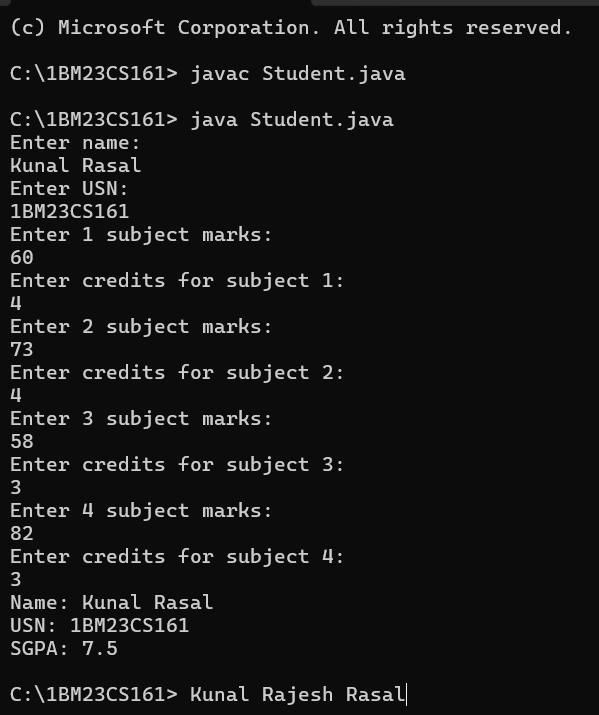 (c) Microsoft Corporation. All rights reserved.
C:\1BM23CS161> javac Student.java
C:\1BM23CS161> java Student.java
Enter name:
Kunal Rasal
Enter USN:
1BM23CS161
Enter 1 subject marks:
60
Enter credits for subject 1:
4
Enter 2 subject marks:
73
Enter credits for subject 2:
4
Enter 3 subject marks:
58
Enter credits for subject 3:
3
Enter 4 subject marks:
82
Enter credits for subject 4:
3
Name: Kunal Rasal
USN: 1BM23CS161
SGPA: 7.5
C:\1BM23CS161> Kunal Rajesh Rasal